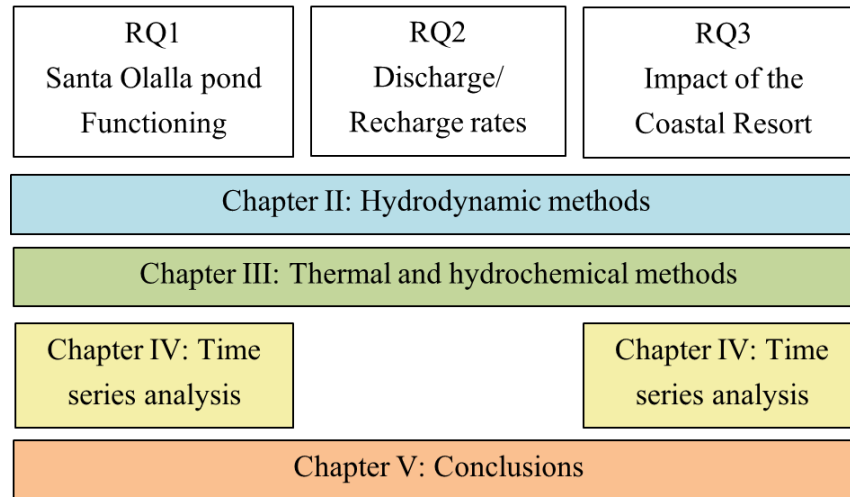 RQ1
Santa Olalla pond
Functioning
RQ2
Discharge/
Recharge rates
RQ3
Impact of the
Coastal Resort
Chapter II: Hydrodynamic methods
Chapter III: Thermal and hydrochemical methods
Chapter IV: Time
series analysis
Chapter IV: Time
series analysis
Chapter V: Conclusions